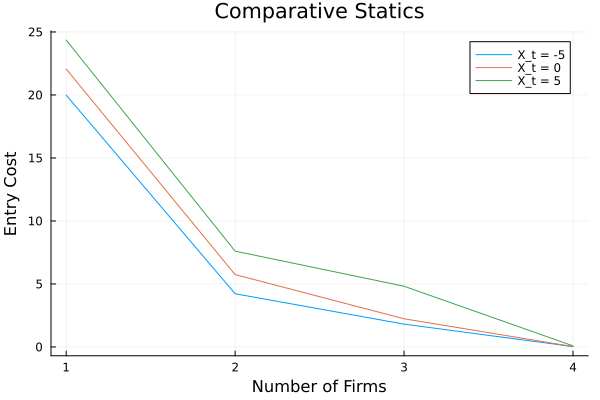 Comparative Statics
X_t = -5
X_t = 0
X_t = 5
25
20
15
10
5
0
Entry Cost
1 2 3 4
Number of Firms